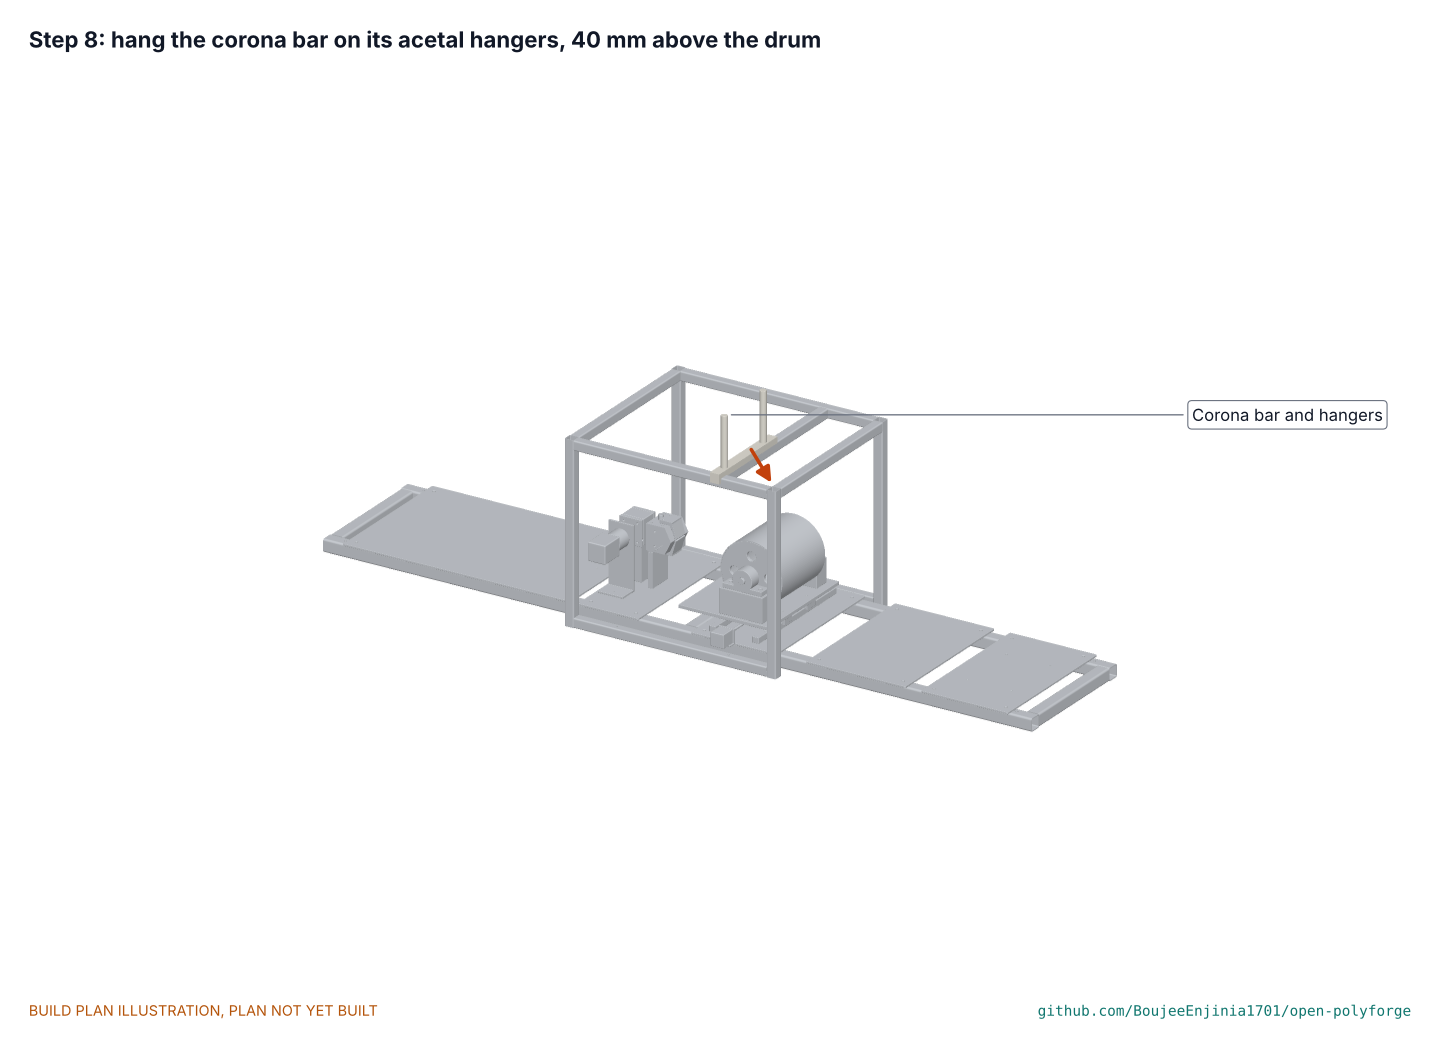 Step 8: hang the corona bar on its acetal hangers, 40 mm above the drum
Corona bar and hangers
BUILD PLAN ILLUSTRATION, PLAN NOT YET BUILT
github.com/BoujeeEnjinia1701/open-polyforge